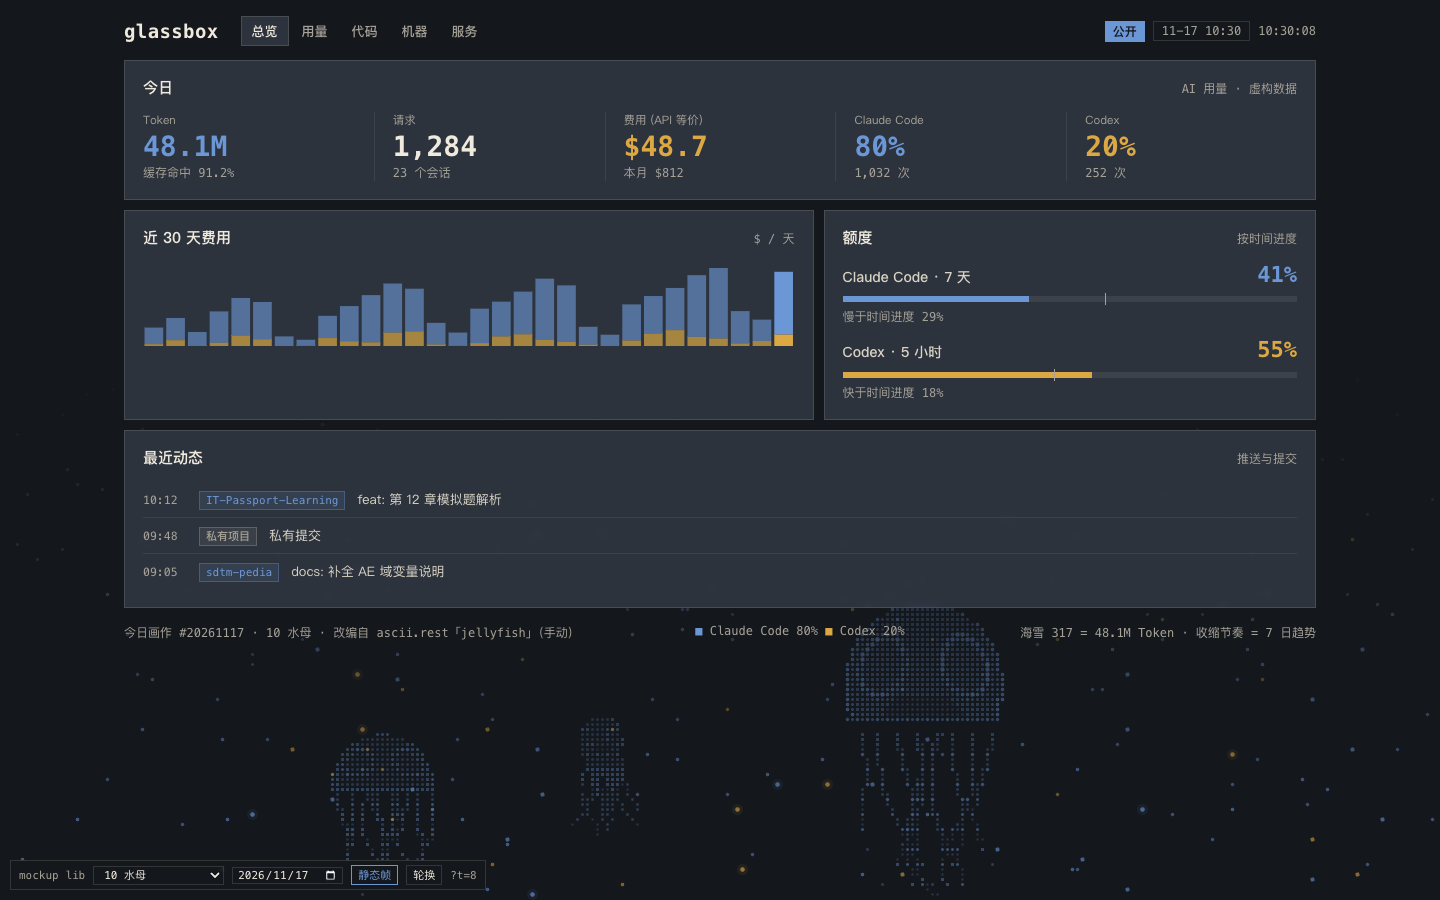 glassbox 总览 用量 代码 机器 服务 公开 11-17 10:30 10:30:08
今日 AI 用量 · 虚构数据
Token 请求 费用 (API 等价) Claude Code Codex
48.1M 1,284 $48.7 80% 20%
缓存命中 91.2% 23 个会话 本月 $812 1,032 次 252 次
近 30 天费用 $ / 天
额度 按时间进度
Claude Code · 7 天 41%
慢于时间进度 29%
Codex · 5 小时 55%
快于时间进度 18%
最近动态 推送与提交
10:12 IT-Passport-Learning feat: 第 12 章模拟题解析
09:48 私有项目 私有提交
09:05 sdtm-pedia docs: 补全 AE 域变量说明
今日画作 #20261117 · 10 水母 · 改编自 ascii.rest「jellyfish」(手动) Claude Code 80% Codex 20% 海雪 317 = 48.1M Token · 收缩节奏 = 7 日趋势
mockup lib 10 水母 2026/11/17 静态帧 轮换 ?t=8